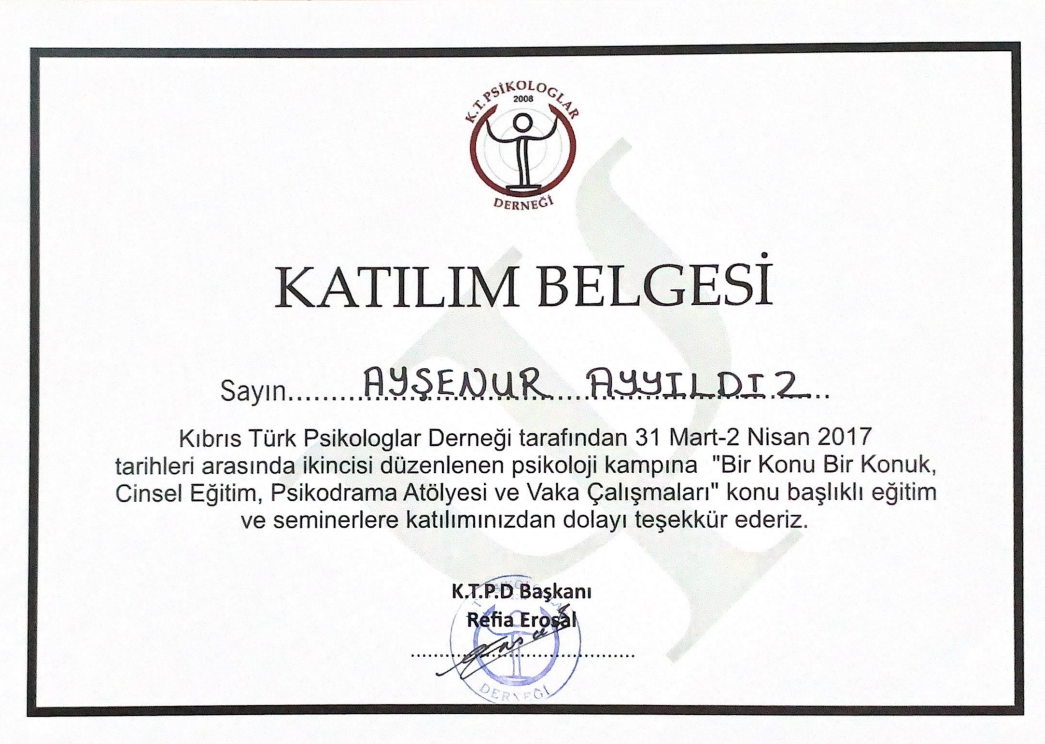 K.T.PSİKOLOGLAR
2008
DERNEĞİ
KATILIM BELGESİ
Sayın......AYŞENUR AYYILDIZ......
Kıbrıs Türk Psikologlar Derneği tarafından 31 Mart-2 Nisan 2017
tarihleri arasında ikincisi düzenlenen psikoloji kampına "Bir Konu Bir Konuk,
Cinsel Eğitim, Psikodrama Atölyesi ve Vaka Çalışmaları" konu başlıklı eğitim
ve seminerlere katılımınızdan dolayı teşekkür ederiz.
K.T.P.D Başkanı
Refia Erosal
DERNEĞİ